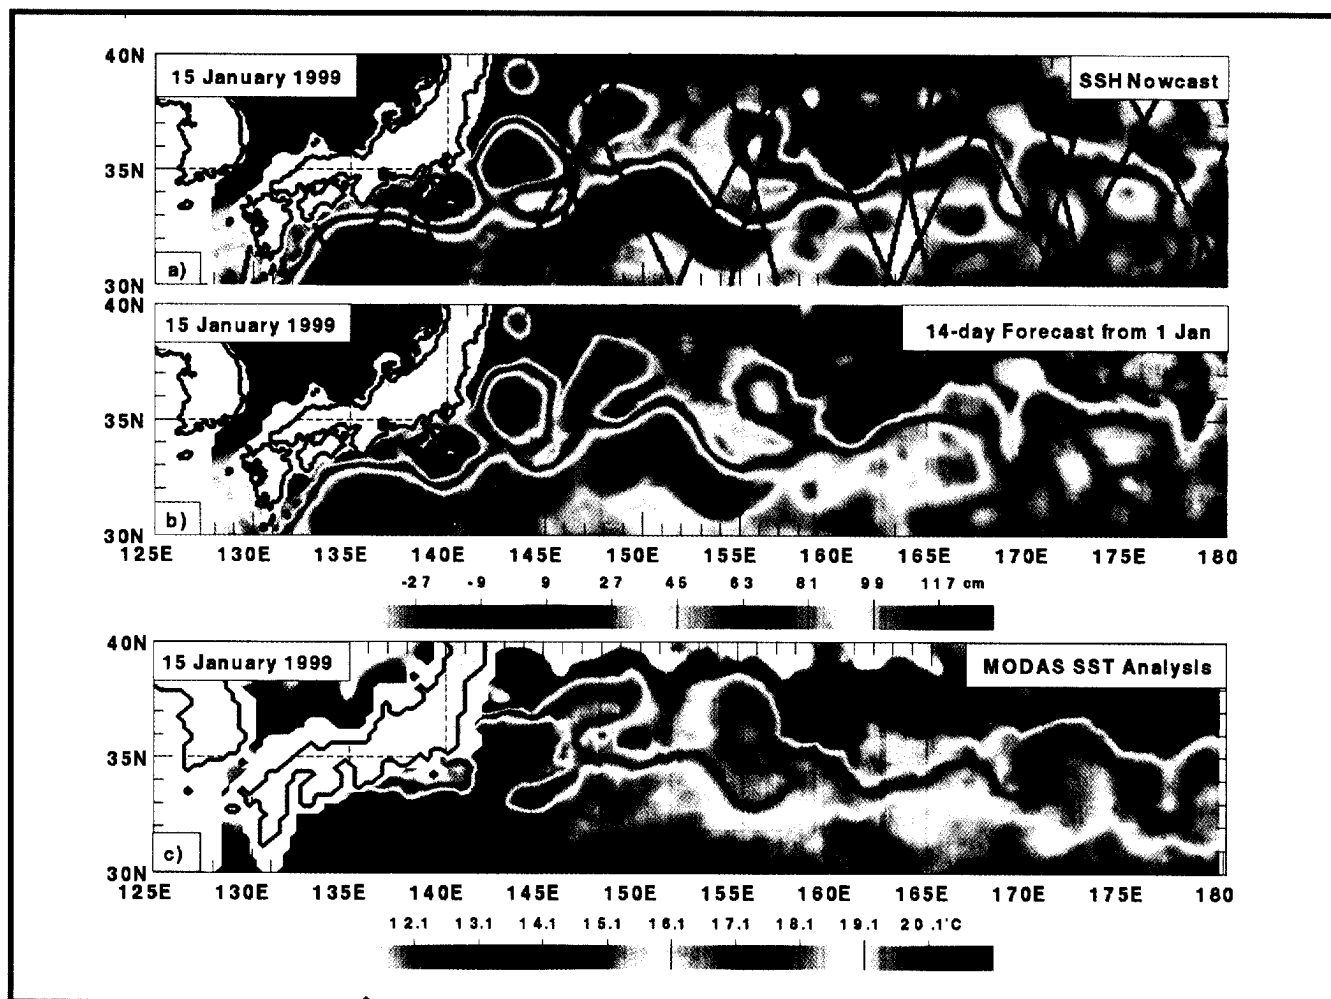 40N
15 January 1999
SSH Nowcast
35N
a)
30N
40N
15 January 1999
14-day Forecast from 1 Jan
35N
b)
30N
125E 130E 135E 140E 145E 150E 155E 160E 165E 170E 175E 180
-27 -9 9 27 45 63 81 99 117 cm
40N
15 January 1999
MODAS SST Analysis
35N
c)
30N
125E 130E 135E 140E 145E 150E 155E 160E 165E 170E 175E 180
12.1 13.1 14.1 15.1 16.1 17.1 18.1 19.1 20.1°C